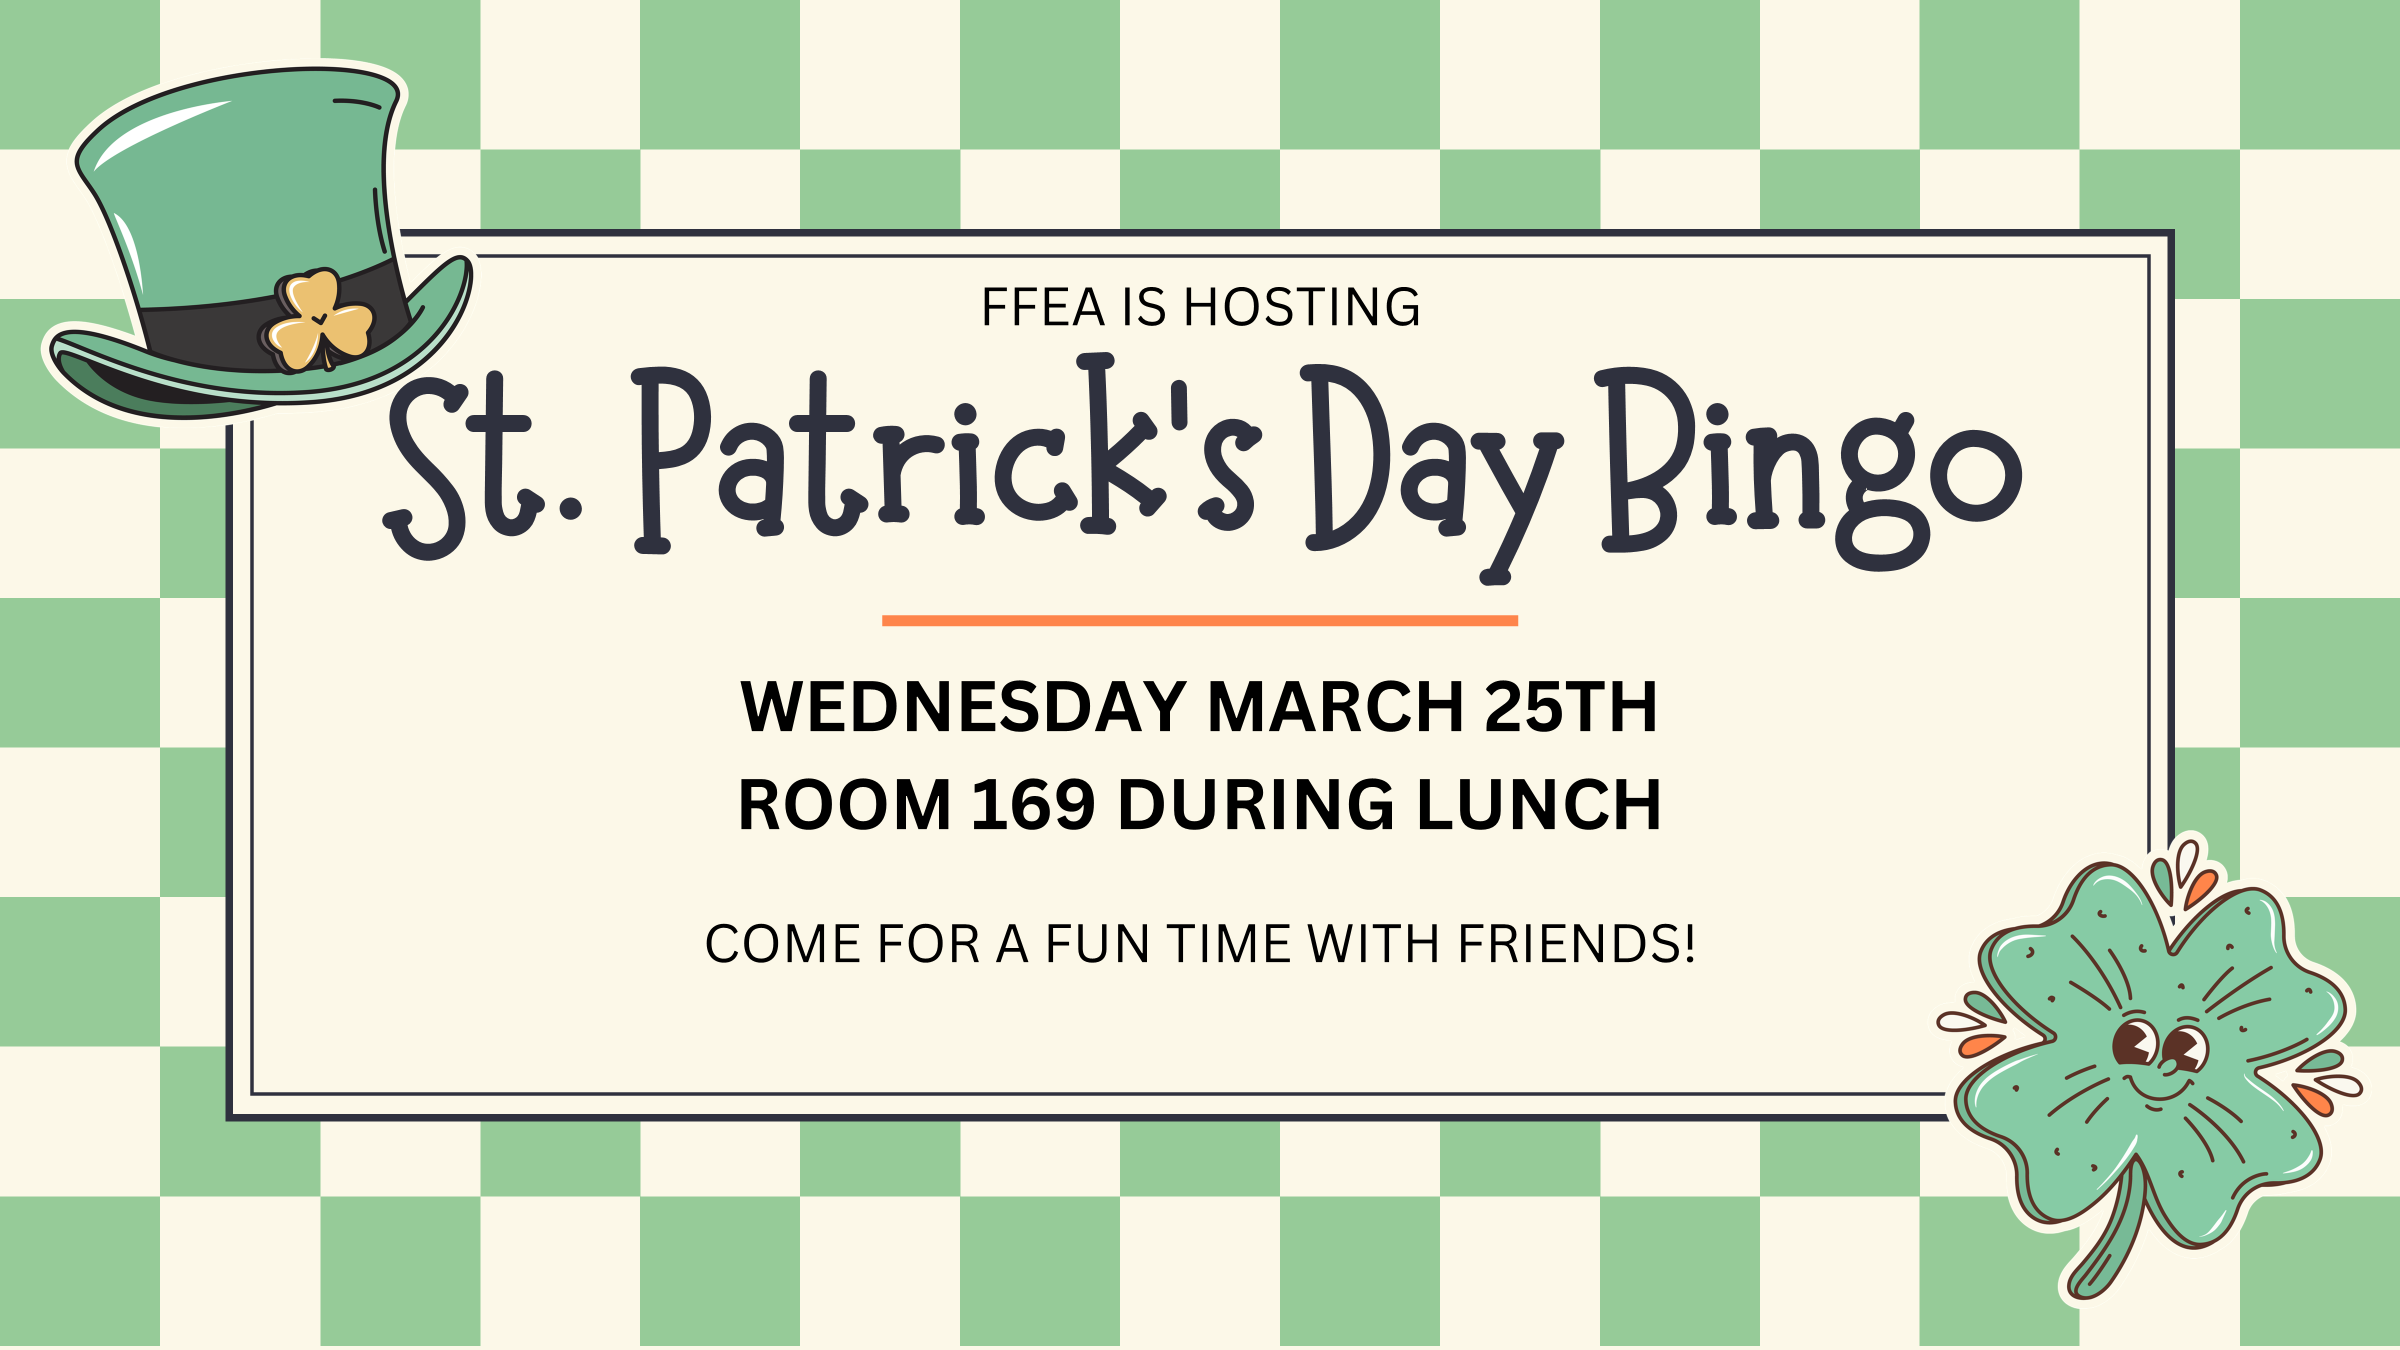 FFEA IS HOSTING
St. Patrick's Day Bingo
WEDNESDAY MARCH 25TH
ROOM 169 DURING LUNCH
COME FOR A FUN TIME WITH FRIENDS!